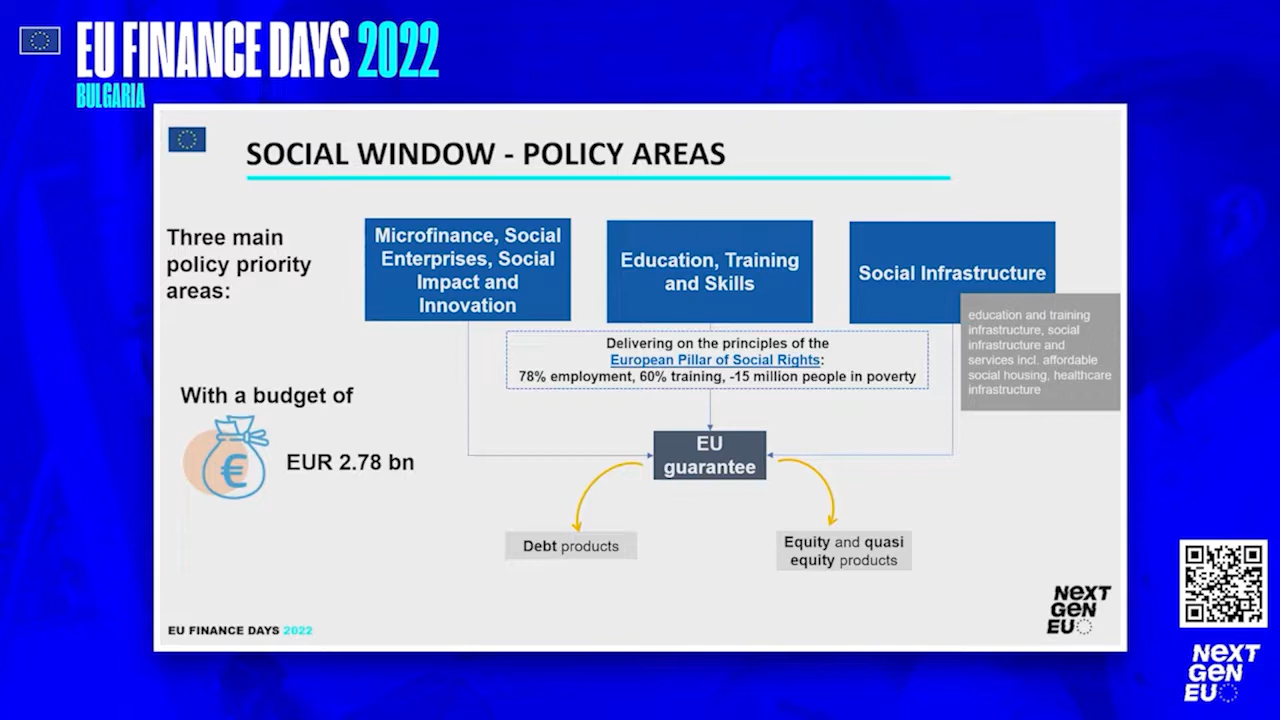 EU FINANCE DAYS 2022
BULGARIA
SOCIAL WINDOW - POLICY AREAS
Three main
policy priority
areas:
Microfinance, Social
Enterprises, Social
Impact and
Innovation
Education, Training
and Skills
Social Infrastructure
education and training
infrastructure, social
infrastructure and
services incl. affordable
social housing, healthcare
infrastructure
Delivering on the principles of the
European Pillar of Social Rights:
78% employment, 60% training, -15 million people in poverty
With a budget of
€
EUR 2.78 bn
EU
guarantee
Debt products
Equity and quasi
equity products
EU FINANCE DAYS 2022
NexT
GEN
EU
NexT
GEN
EU